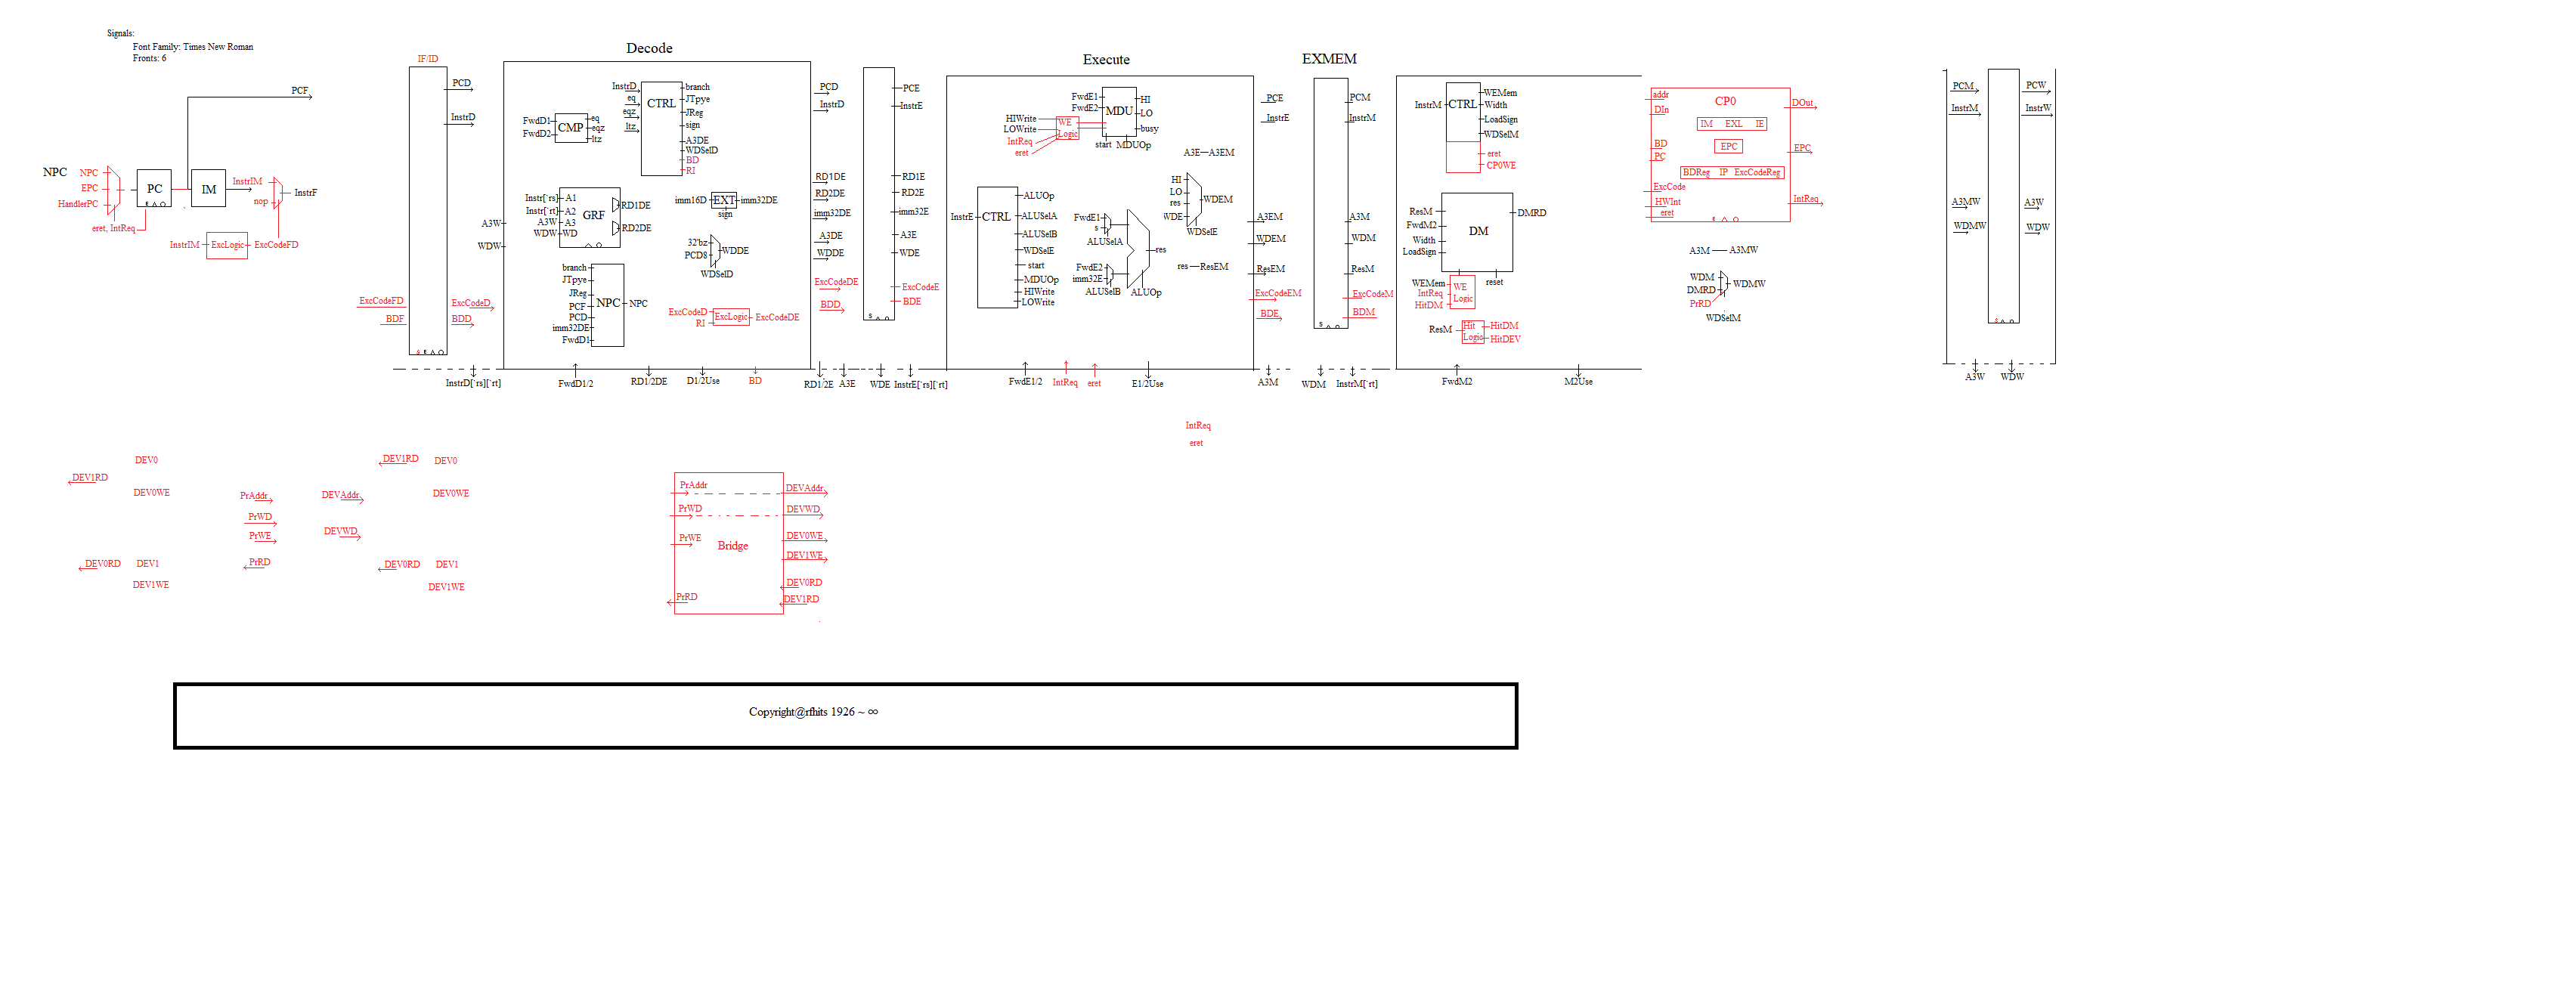 Signals:
Font Family: Times New Roman
Fronts: 6
PCF
NPC
NPC
EPC
HandlerPC
eret, IntReq
PC
IM
InstrIM
nop
InstrF
InstrIM
ExcLogic
ExcCodeFD
IF/ID
PCD
InstrD
ExcCodeFD
BDF
ExcCodeD
BDD
InstrD[`rs][`rt]
Decode
A3W
WDW
CMP
FwdD1
FwdD2
eq
eqz
ltz
InstrD
eq
eqz
ltz
CTRL
branch
JTpye
JReg
sign
A3DE
WDSelD
BD
RI
Instr[`rs]
Instr[`rt]
A3W
WDW
A1
A2
A3
WD
GRF
RD1DE
RD2DE
imm16D
EXT
imm32DE
sign
32'bz
PCD8
WDDE
WDSelD
branch
JTpye
JReg
PCF
PCD
imm32DE
FwdD1
NPC
NPC
ExcCodeD
RI
ExcLogic
ExcCodeDE
FwdD1/2
RD1/2DE
D1/2Use
BD
PCD
InstrD
RD1DE
RD2DE
imm32DE
A3DE
WDDE
ExcCodeDE
BDD
s
PCE
InstrE
RD1E
RD2E
imm32E
A3E
WDE
ExcCodeE
BDE
RD1/2E
A3E
WDE
InstrE[`rs][`rt]
Execute
HIWrite
LOWrite
IntReq
eret
WE
Logic
FwdE1
FwdE2
MDU
HI
LO
busy
start
MDUOp
A3E
A3EM
InstrE
CTRL
ALUOp
ALUSelA
ALUSelB
WDSelE
start
MDUOp
HIWrite
LOWrite
FwdE1
s
ALUSelA
FwdE2
imm32E
ALUSelB
ALUOp
res
HI
LO
res
WDE
WDEM
WDSelE
res
ResEM
FwdE1/2
IntReq
eret
E1/2Use
PCE
InstrE
A3EM
WDEM
ResEM
ExcCodeEM
BDE
A3M
EXMEM
s
PCM
InstrM
A3M
WDM
ResM
ExcCodeM
BDM
WDM
InstrM[`rt]
InstrM
CTRL
WEMem
Width
LoadSign
WDSelM
eret
CP0WE
ResM
FwdM2
Width
LoadSign
DM
DMRD
reset
WEMem
IntReq
HitDM
WE
Logic
ResM
Hit
Logic
HitDM
HitDEV
FwdM2
M2Use
addr
DIn
BD
PC
ExcCode
HWInt
eret
CP0
IM EXL IE
EPC
BDReg IP ExcCodeReg
DOut
EPC
IntReq
A3M
A3MW
WDM
DMRD
PrRD
WDMW
WDSelM
PCM
InstrM
A3MW
WDMW
PCW
InstrW
A3W
WDW
A3W
WDW
IntReq
eret
DEV0
DEV1RD
DEV0WE
DEV0RD
DEV1
DEV1WE
PrAddr
PrWD
PrWE
PrRD
DEVAddr
DEVWD
DEV1RD
DEV0
DEV0WE
DEV0RD
DEV1
DEV1WE
PrAddr
PrWD
PrWE
PrRD
Bridge
DEVAddr
DEVWD
DEV0WE
DEV1WE
DEV0RD
DEV1RD
Copyright@rfhits 1926 ~ ∞